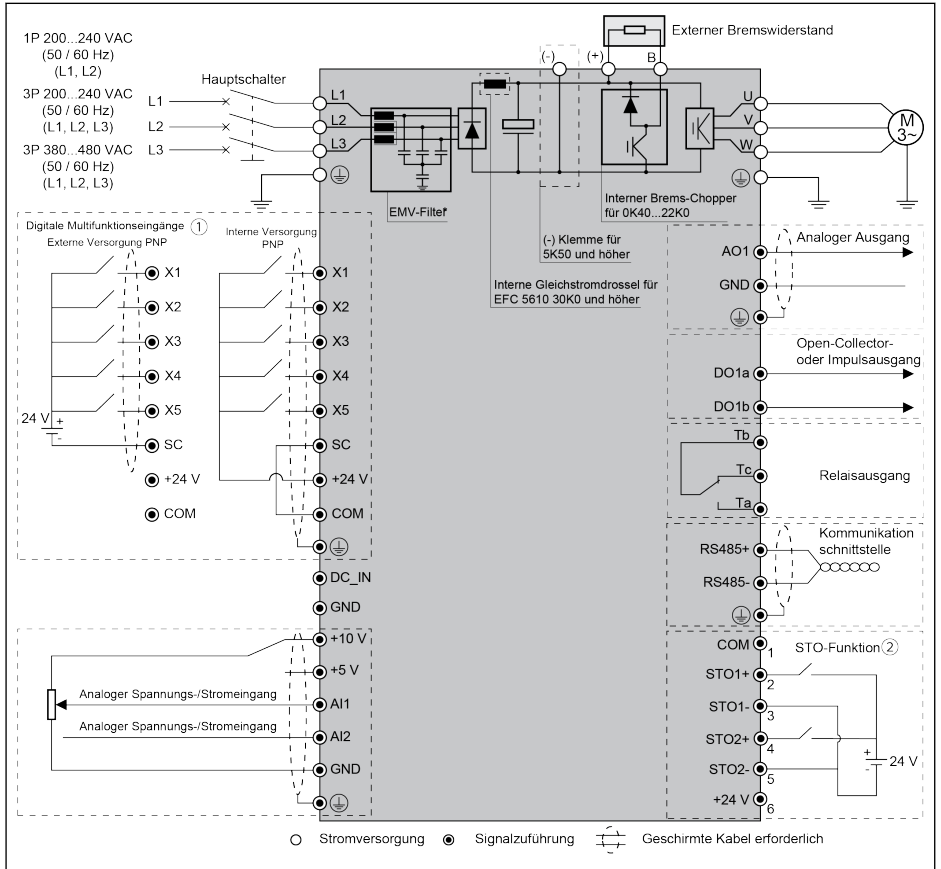 1P 200...240 VAC
(50 / 60 Hz)
(L1, L2)
3P 200...240 VAC
(50 / 60 Hz)
(L1, L2, L3)
3P 380...480 VAC
(50 / 60 Hz)
(L1, L2, L3)
Hauptschalter
L1
L2
L3
L1
L2
L3
EMV-Filter*
Externer Bremswiderstand
(-)
(+)
B
U
V
W
M
3~
Interner Brems-Chopper
für 0K40...22K0
(-) Klemme für
5K50 und höher
Interne Gleichstromdrossel für
EFC 5610 30K0 und höher
Digitale Multifunktionseingänge ①
Externe Versorgung PNP
Interne Versorgung
PNP
X1
X2
X3
X4
X5
SC
+24 V
COM
24 V
+
-
X1
X2
X3
X4
X5
SC
+24 V
COM
DC_IN
GND
+10 V
+5 V
Analoger Spannungs-/Stromeingang
AI1
Analoger Spannungs-/Stromeingang
AI2
GND
Analoger Ausgang
AO1
GND
Open-Collector-
oder Impulsausgang
DO1a
DO1b
Tb
Tc
Ta
Relaisausgang
Kommunikation
schnittstelle
RS485+
RS485-
STO-Funktion ②
COM
1
STO1+
2
STO1-
3
STO2+
4
STO2-
5
+24 V
6
+
-
24 V
Stromversorgung
Signalzuführung
Geschirmte Kabel erforderlich